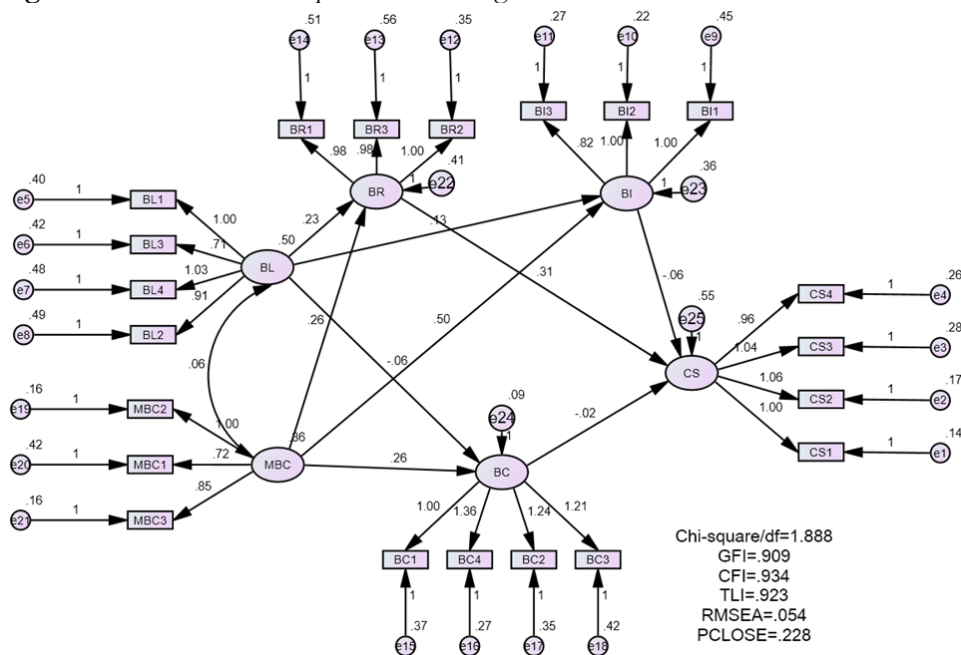 .51 .56 .35 .27 .22 .45
e14 e13 e12 e11 e10 e9
1 1 1 1 1 1
BR1 BR3 BR2 BI3 BI2 BI1
.98 .98 1.00 .41 .82 1.00 1.00 .36
BR 1 e22 BI 1 e23
.40
e5 1 BL1
1.00 .23 .13
.42
e6 1 BL3
.71 .50
BL
.48
e7 1 BL4
1.03 .31 -.06
.91
.49
e8 1 BL2
.26 .50 .55
e25
1
.96 CS4 1 e4 .26
1.04 CS3 1 e3 .28
CS
.06 -.06
1.06 CS2 1 e2 .17
1.00 CS1 1 e1 .14
.16
e19 1 MBC2
1.00 .09
e24
1 -.02
.42
e20 1 MBC1
.72 MBC .26 BC
.85
.16
e21 1 MBC3
1.00 1.36 1.24 1.21
BC1 BC4 BC2 BC3
1 1 1 1
.37 .27 .35 .42
e15 e16 e17 e18
Chi-square/df=1.888
GFI=.909
CFI=.934
TLI=.923
RMSEA=.054
PCLOSE=.228